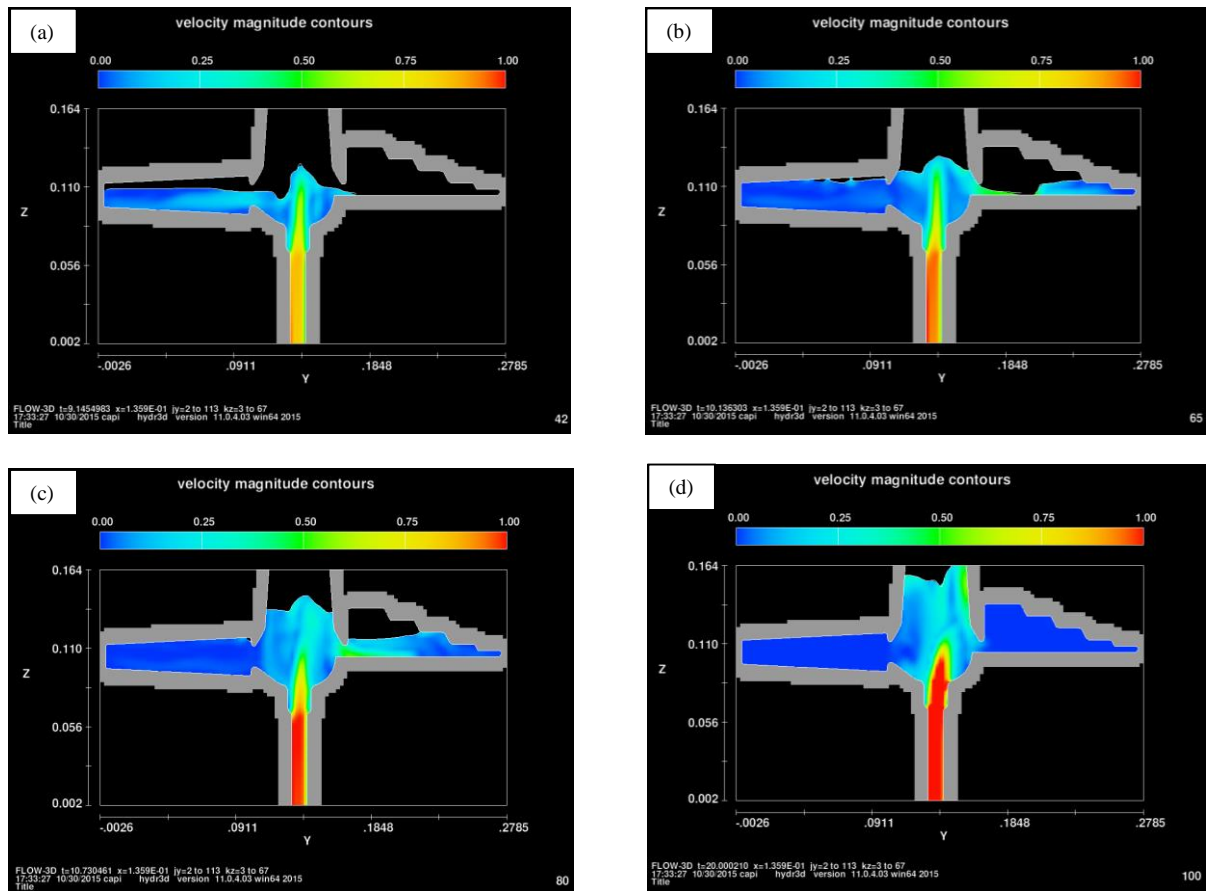 (a)
velocity magnitude contours
0.00 0.25 0.50 0.75 1.00
0.164
0.110
Z
0.056
0.002
-.0026 .0911 .1848 .2785
Y
FLOW-3D t=9.1454983 x=1.359E-01 jy=2 to 113 kz=3 to 67
17:33:27 10/30/2015 capi hydr3d version 11.0.4.03 win64 2015
Title
42
(b)
velocity magnitude contours
0.00 0.25 0.50 0.75 1.00
0.164
0.110
Z
0.056
0.002
-.0026 .0911 .1848 .2785
Y
FLOW-3D t=10.136303 x=1.359E-01 jy=2 to 113 kz=3 to 67
17:33:27 10/30/2015 capi hydr3d version 11.0.4.03 win64 2015
Title
65
(c)
velocity magnitude contours
0.00 0.25 0.50 0.75 1.00
0.164
0.110
Z
0.056
0.002
-.0026 .0911 .1848 .2785
Y
FLOW-3D t=10.730461 x=1.359E-01 jy=2 to 113 kz=3 to 67
17:33:27 10/30/2015 capi hydr3d version 11.0.4.03 win64 2015
Title
80
(d)
velocity magnitude contours
0.00 0.25 0.50 0.75 1.00
0.164
0.110
Z
0.056
0.002
-.0026 .0911 .1848 .2785
Y
FLOW-3D t=20.000210 x=1.359E-01 jy=2 to 113 kz=3 to 67
17:33:27 10/30/2015 capi hydr3d version 11.0.4.03 win64 2015
Title
100